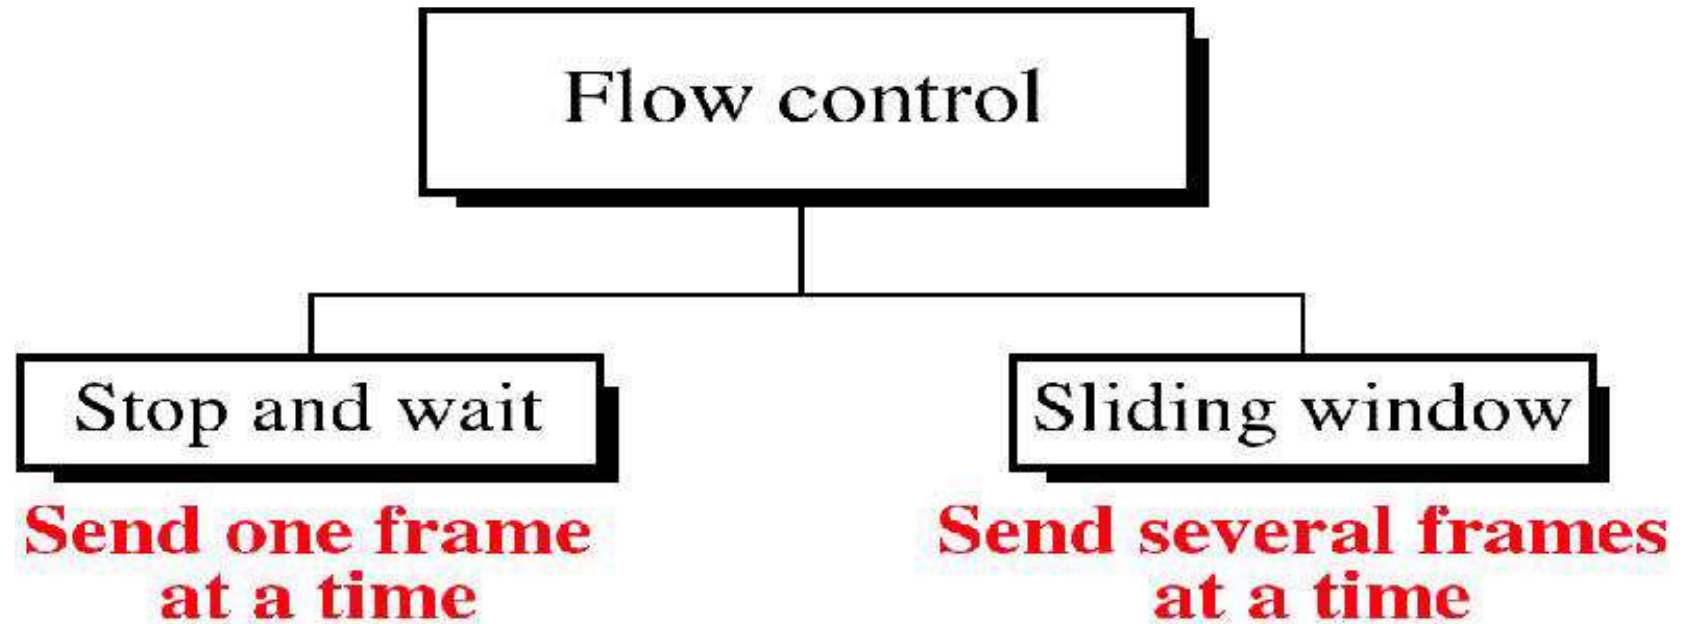 Flow control
Stop and wait
Send one frame
at a time
Sliding window
Send several frames
at a time